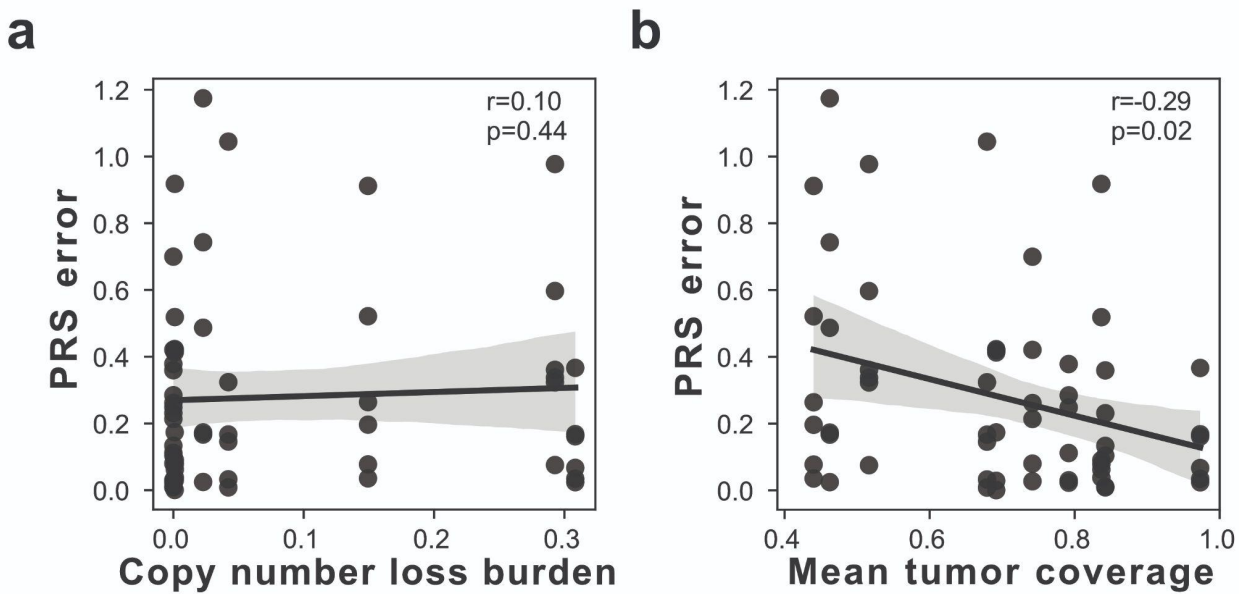 a
r=0.10
p=0.44
1.2
1.0
0.8
0.6
0.4
0.2
0.0
PRS error
0.0 0.1 0.2 0.3
Copy number loss burden
b
r=-0.29
p=0.02
1.2
1.0
0.8
0.6
0.4
0.2
0.0
PRS error
0.4 0.6 0.8 1.0
Mean tumor coverage